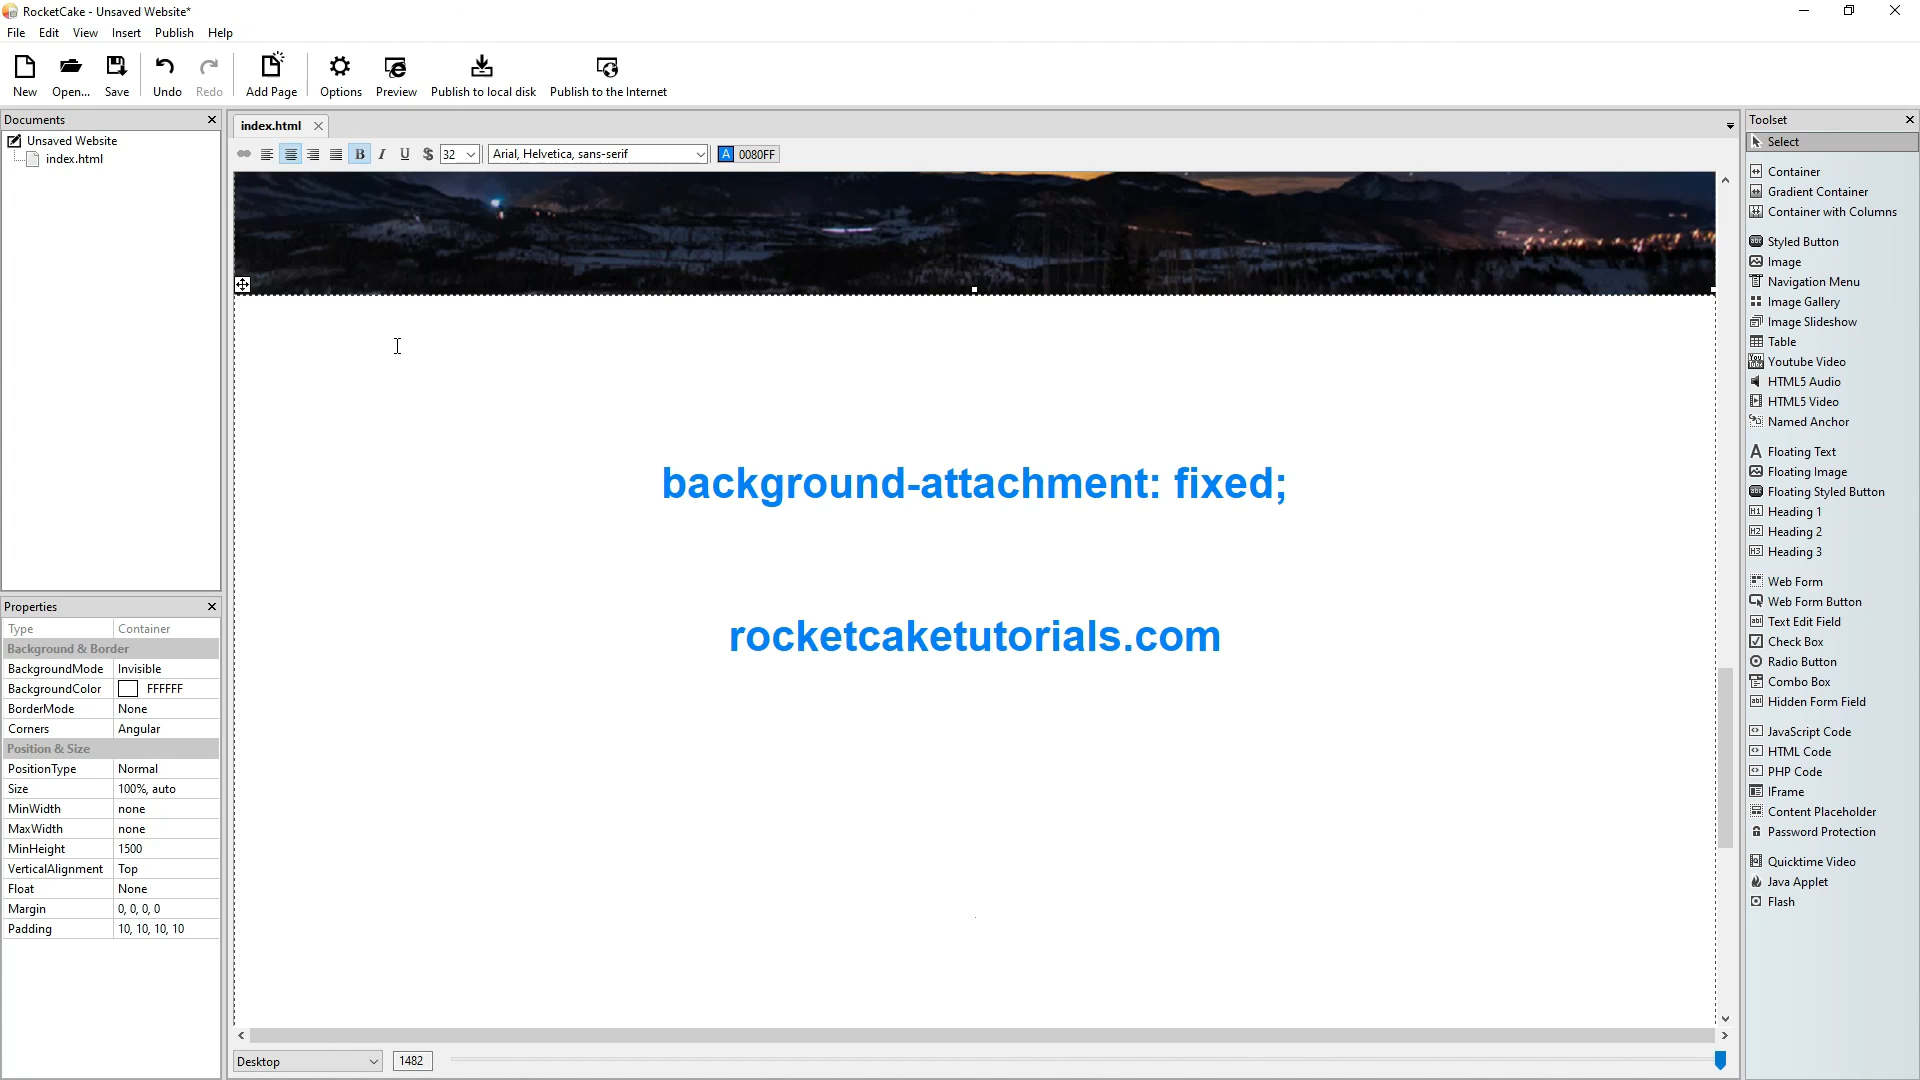 RocketCake - Unsaved Website*
File Edit View Insert Publish Help
New Open... Save Undo Redo Add Page Options Preview Publish to local disk Publish to the Internet
Documents
Unsaved Website
index.html
index.html
B I U $ 32 Arial, Helvetica, sans-serif A 0080FF
background-attachment: fixed;
rocketcaketutorials.com
Properties
Type Container
Background & Border
BackgroundMode Invisible
BackgroundColor FFFFFF
BorderMode None
Corners Angular
Position & Size
PositionType Normal
Size 100%, auto
MinWidth none
MaxWidth none
MinHeight 1500
VerticalAlignment Top
Float None
Margin 0, 0, 0, 0
Padding 10, 10, 10, 10
Desktop 1482
Toolset
Select
Container
Gradient Container
Container with Columns
Styled Button
Image
Navigation Menu
Image Gallery
Image Slideshow
Table
Youtube Video
HTML5 Audio
HTML5 Video
Named Anchor
Floating Text
Floating Image
Floating Styled Button
H1 Heading 1
H2 Heading 2
H3 Heading 3
Web Form
Web Form Button
Text Edit Field
Check Box
Radio Button
Combo Box
Hidden Form Field
JavaScript Code
HTML Code
PHP Code
IFrame
Content Placeholder
Password Protection
Quicktime Video
Java Applet
Flash